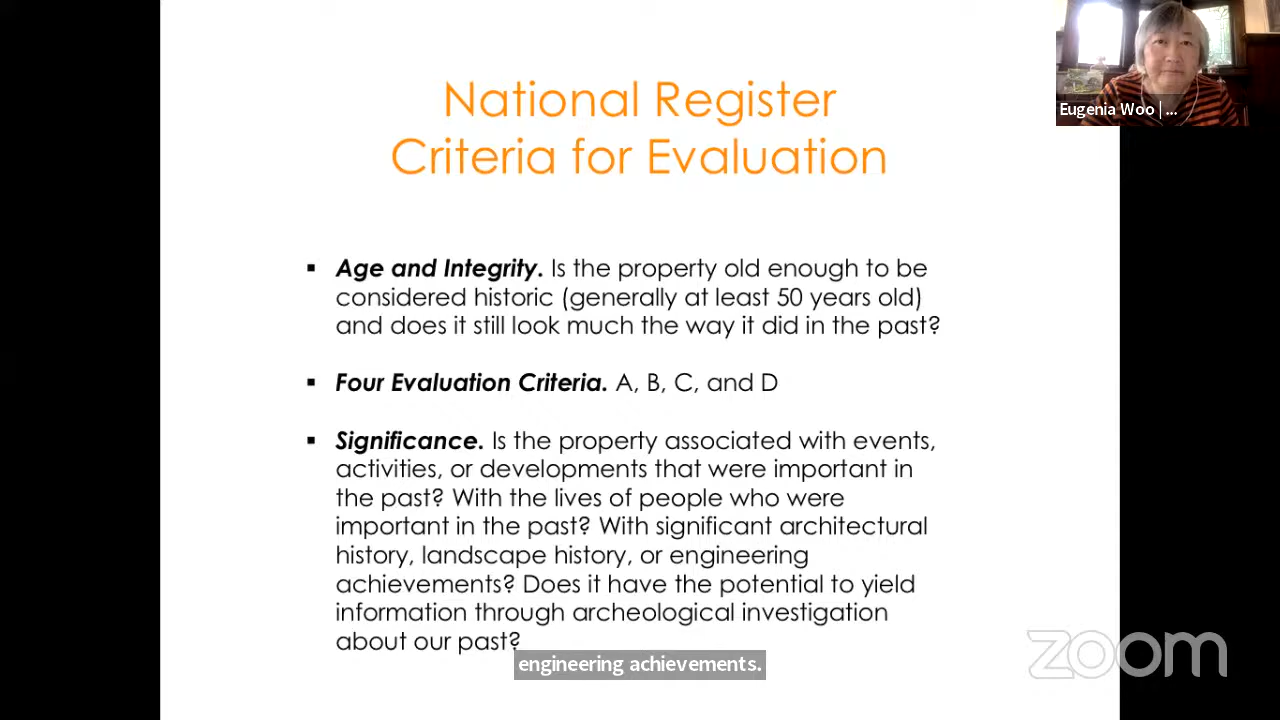 National Register
Criteria for Evaluation
Eugenia Woo | ...
▪ Age and Integrity. Is the property old enough to be
considered historic (generally at least 50 years old)
and does it still look much the way it did in the past?
▪ Four Evaluation Criteria. A, B, C, and D
▪ Significance. Is the property associated with events,
activities, or developments that were important in
the past? With the lives of people who were
important in the past? With significant architectural
history, landscape history, or engineering
achievements? Does it have the potential to yield
information through archeological investigation
about our past?
engineering achievements.
zoom